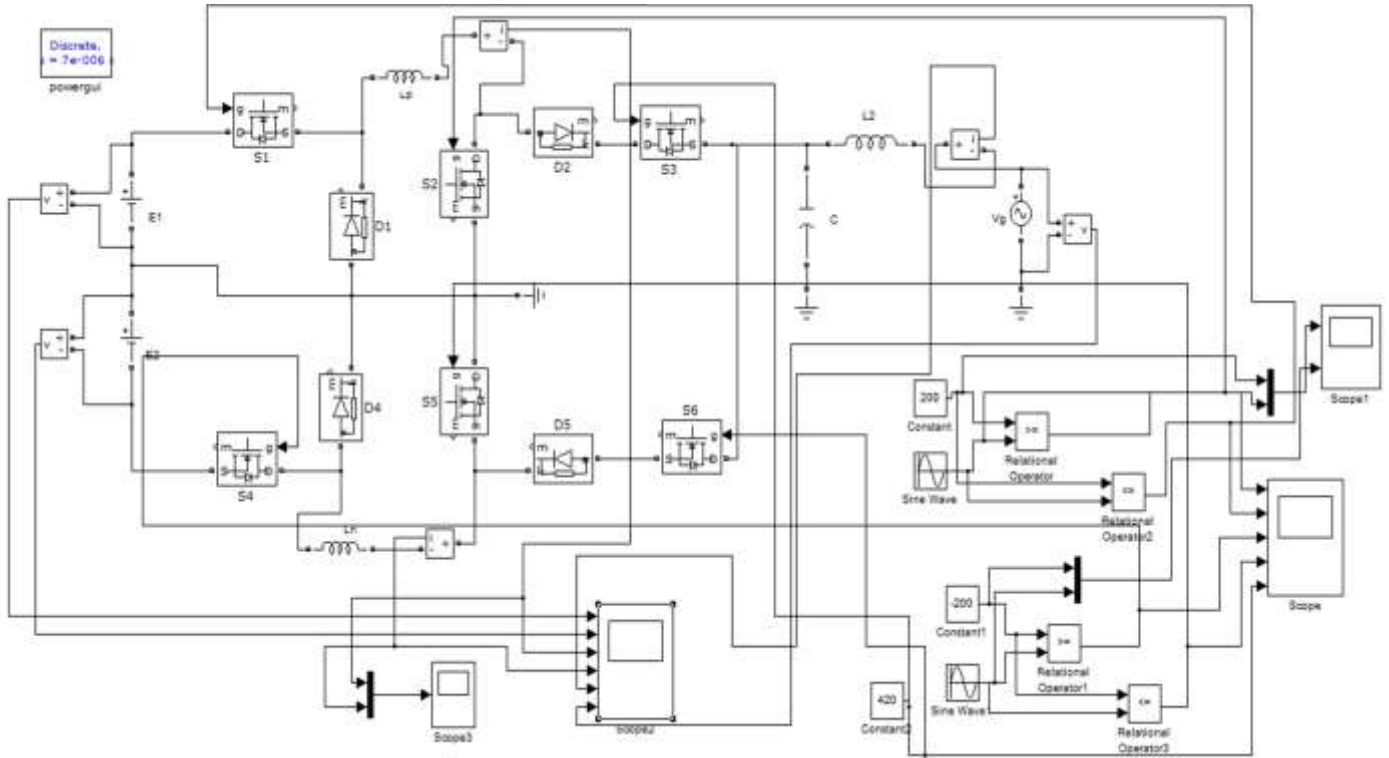 Discrete,
= 7e-006
powergui
S1
Lp
D2
S3
L2
S2
E1
D1
C
Vg
E2
S5
D4
S6
D5
S4
Ln
200
Constant
>=
Relational
Operator
Sine Wave
<=
Relational
Operator2
Scope1
Scope
-200
Constant1
>=
Relational
Operator1
Sine Wave
<=
Relational
Operator3
420
Constant2
Scope3
Scope2